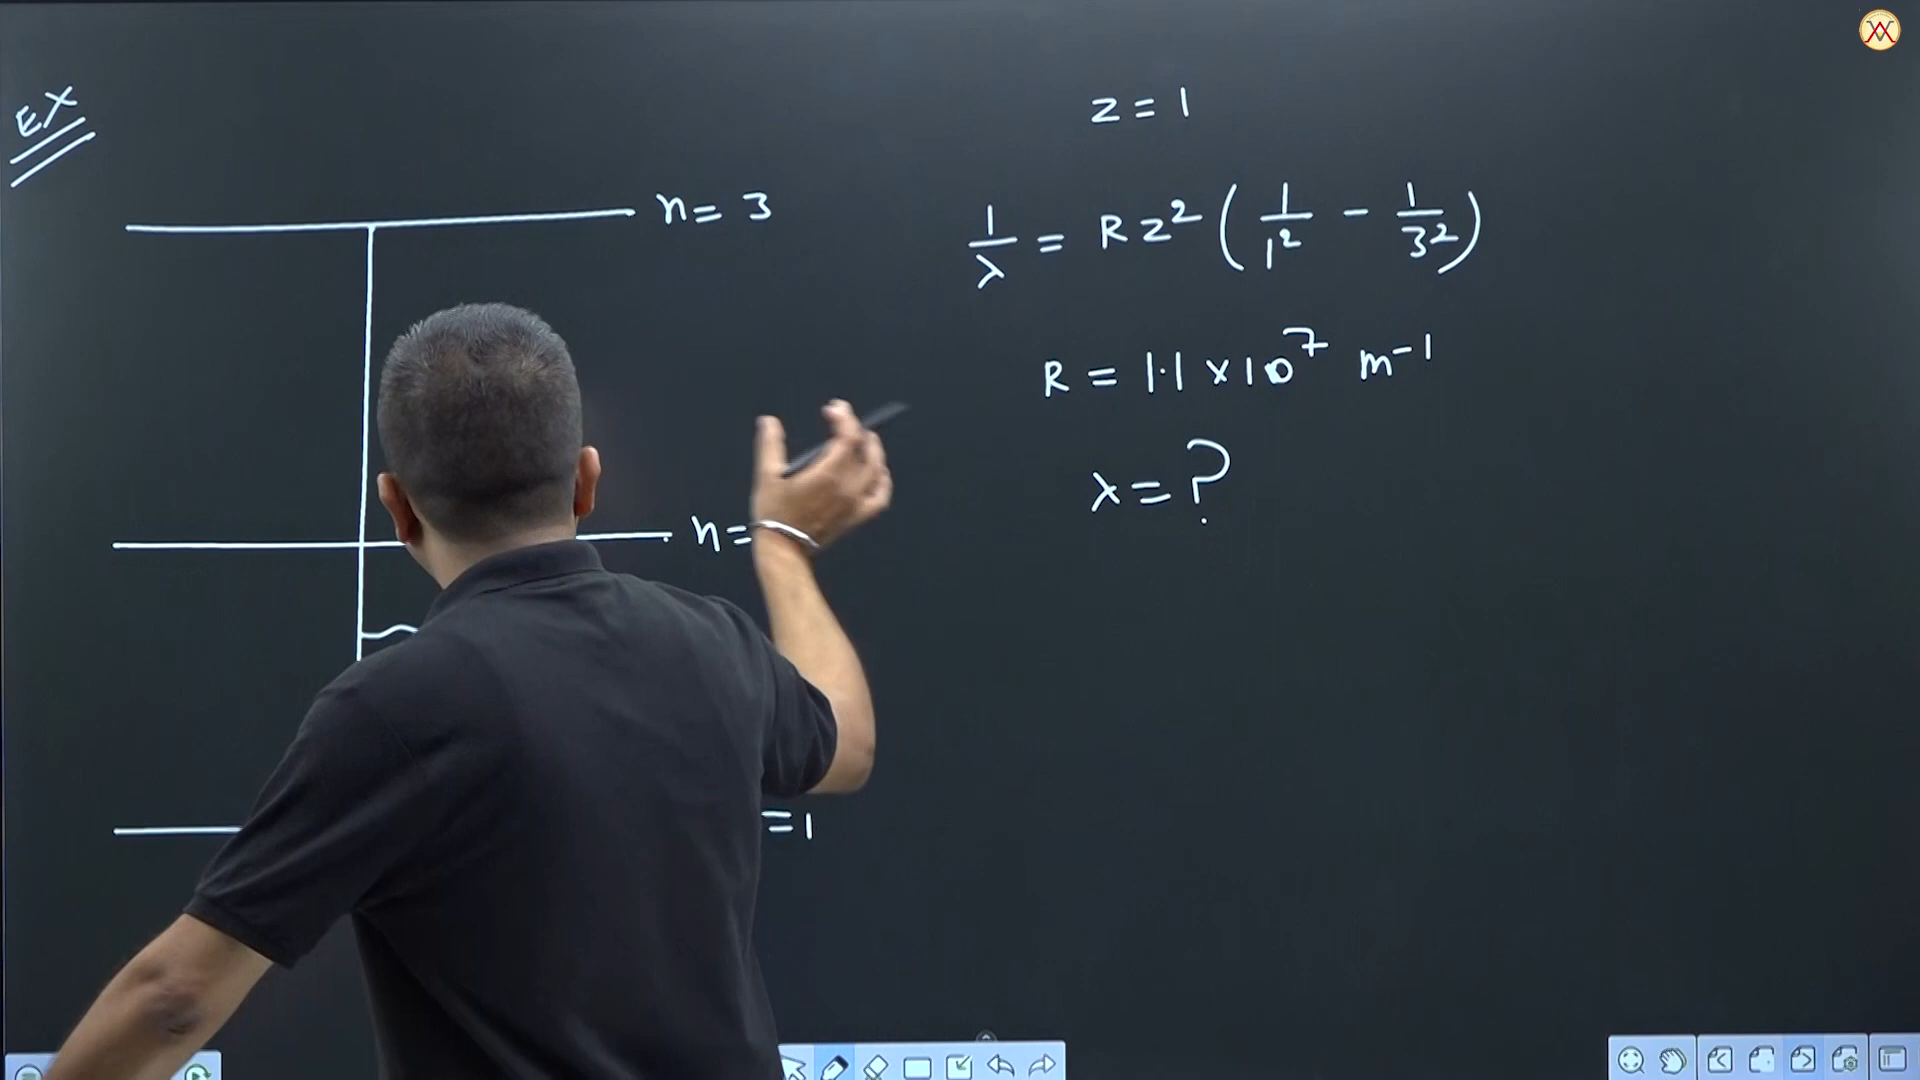 EX
n = 3
n =
= 1
z = 1
1/λ = R z² ( 1/1² - 1/3² )
R = 1.1 × 10⁷ m⁻¹
λ = ?